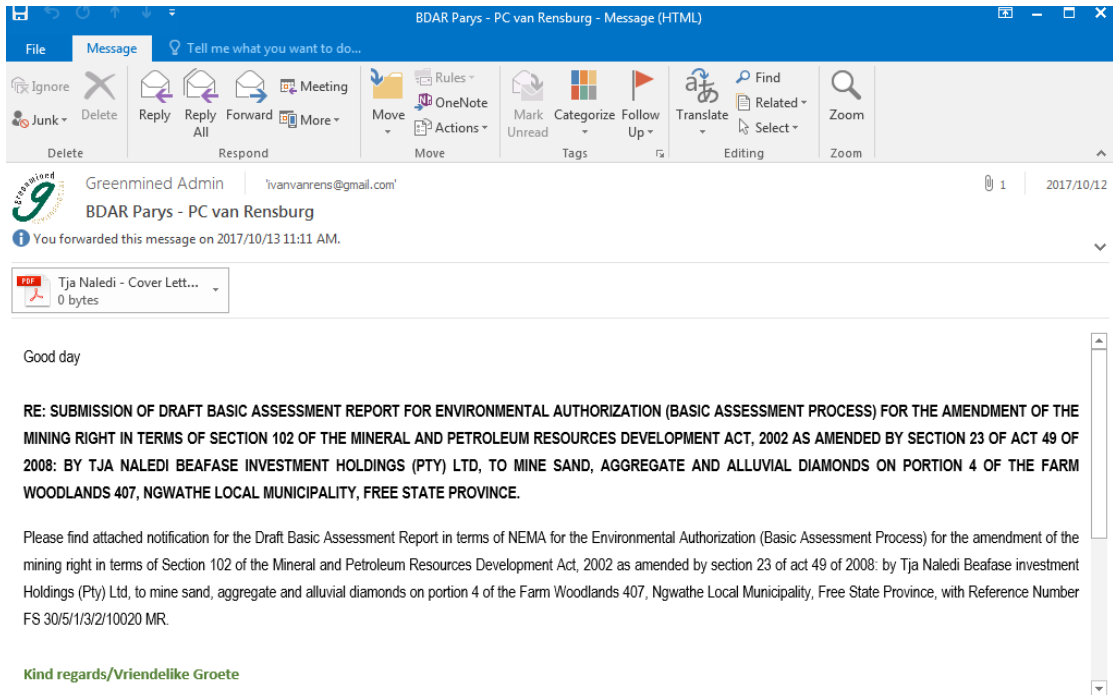 BDAR Parys - PC van Rensburg - Message (HTML)
File Message Tell me what you want to do...
Ignore
Junk
Delete
Reply
Reply All
Forward
Meeting
More
Move
Rules
OneNote
Actions
Mark Unread
Categorize
Follow Up
Translate
Find
Related
Select
Zoom
Delete Respond Move Tags Editing Zoom
greenmined
g
Greenmined Admin 'ivanvanrens@gmail.com' 1 2017/10/12
BDAR Parys - PC van Rensburg
You forwarded this message on 2017/10/13 11:11 AM.
PDF
Tja Naledi - Cover Lett...
0 bytes
Good day
RE: SUBMISSION OF DRAFT BASIC ASSESSMENT REPORT FOR ENVIRONMENTAL AUTHORIZATION (BASIC ASSESSMENT PROCESS) FOR THE AMENDMENT OF THE
MINING RIGHT IN TERMS OF SECTION 102 OF THE MINERAL AND PETROLEUM RESOURCES DEVELOPMENT ACT, 2002 AS AMENDED BY SECTION 23 OF ACT 49 OF
2008: BY TJA NALEDI BEAFASE INVESTMENT HOLDINGS (PTY) LTD, TO MINE SAND, AGGREGATE AND ALLUVIAL DIAMONDS ON PORTION 4 OF THE FARM
WOODLANDS 407, NGWATHE LOCAL MUNICIPALITY, FREE STATE PROVINCE.
Please find attached notification for the Draft Basic Assessment Report in terms of NEMA for the Environmental Authorization (Basic Assessment Process) for the amendment of the
mining right in terms of Section 102 of the Mineral and Petroleum Resources Development Act, 2002 as amended by section 23 of act 49 of 2008: by Tja Naledi Beafase investment
Holdings (Pty) Ltd, to mine sand, aggregate and alluvial diamonds on portion 4 of the Farm Woodlands 407, Ngwathe Local Municipality, Free State Province, with Reference Number
FS 30/5/1/3/2/10020 MR.
Kind regards/Vriendelike Groete